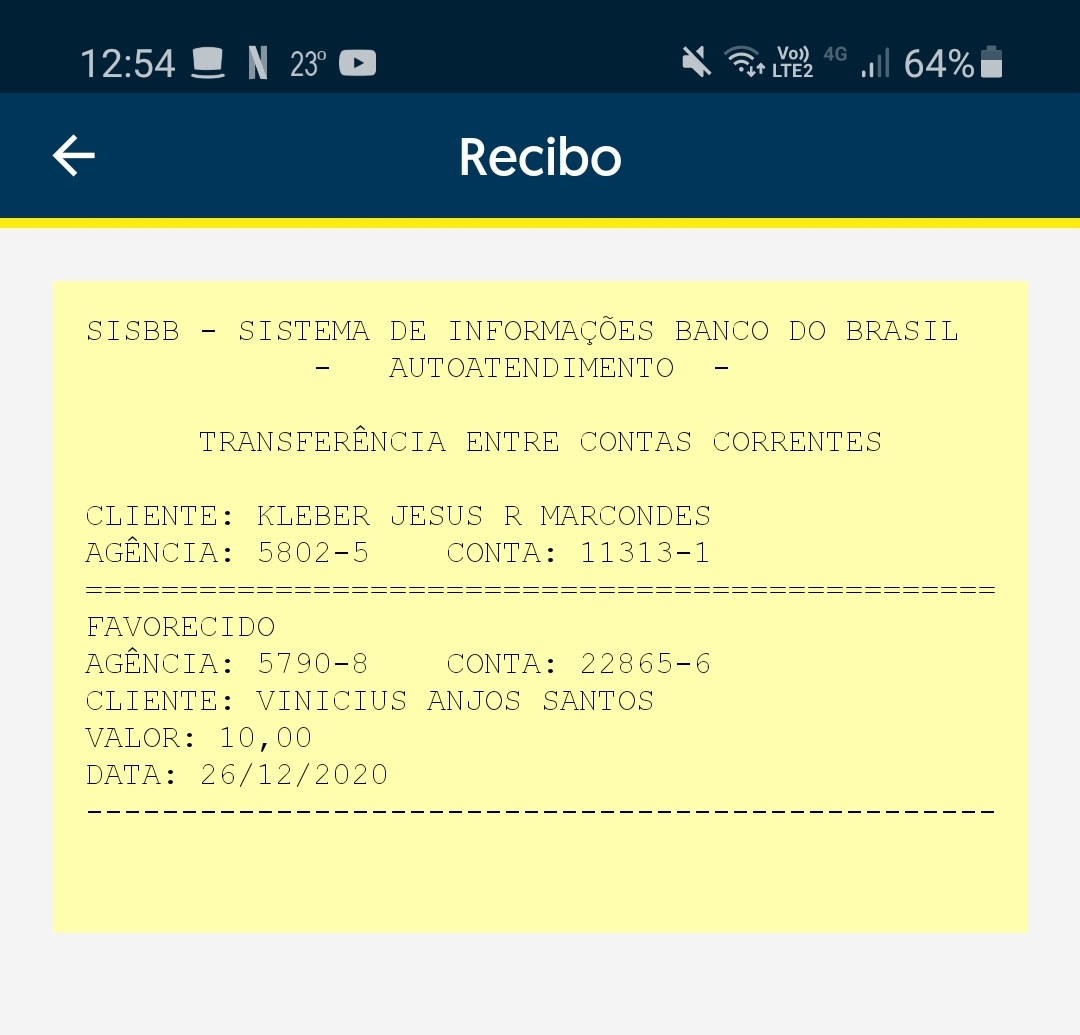 12:54 N 23° Vo)) LTE2 4G 64%
Recibo
SISBB - SISTEMA DE INFORMAÇÕES BANCO DO BRASIL
- AUTOATENDIMENTO -
TRANSFERÊNCIA ENTRE CONTAS CORRENTES
CLIENTE: KLEBER JESUS R MARCONDES
AGÊNCIA: 5802-5 CONTA: 11313-1
================================================
FAVORECIDO
AGÊNCIA: 5790-8 CONTA: 22865-6
CLIENTE: VINICIUS ANJOS SANTOS
VALOR: 10,00
DATA: 26/12/2020
------------------------------------------------